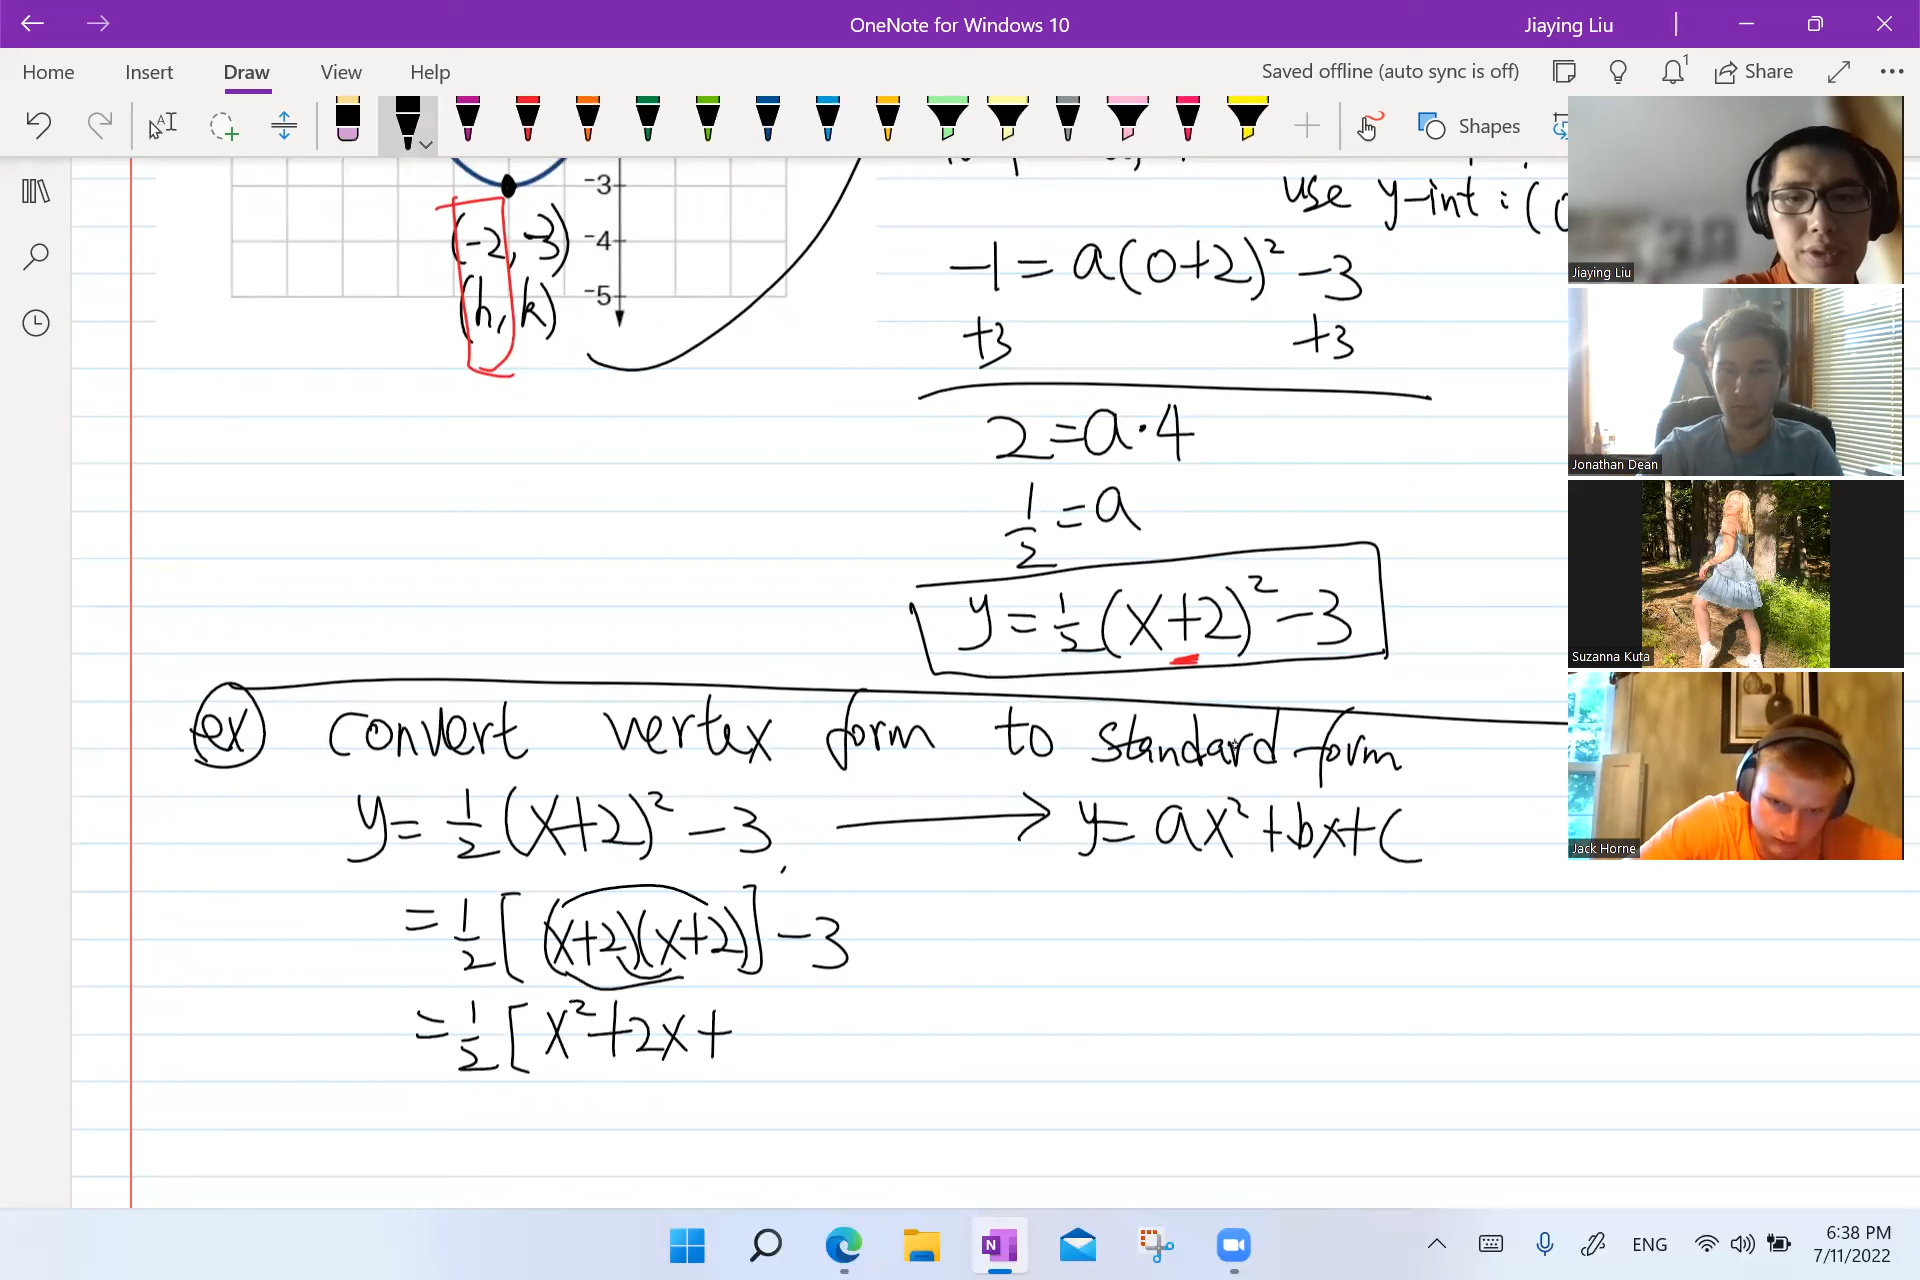 OneNote for Windows 10
Jiaying Liu
Home Insert Draw View Help
Saved offline (auto sync is off)
1
Share
Shapes
-3
(-2, -3)
-4
(h, k)
-5
use y-int : (0
-1 = a(0+2)² - 3
+3 +3
2 = a·4
1/2 = a
y = 1/2(x+2)² - 3
ex convert vertex form to standard form
y = 1/2(x+2)² - 3 → y = ax² + bx + c
= 1/2[(x+2)(x+2)] - 3
= 1/2[x² + 2x +
Jiaying Liu
Jonathan Dean
Suzanna Kuta
Jack Horne
ENG
6:38 PM
7/11/2022